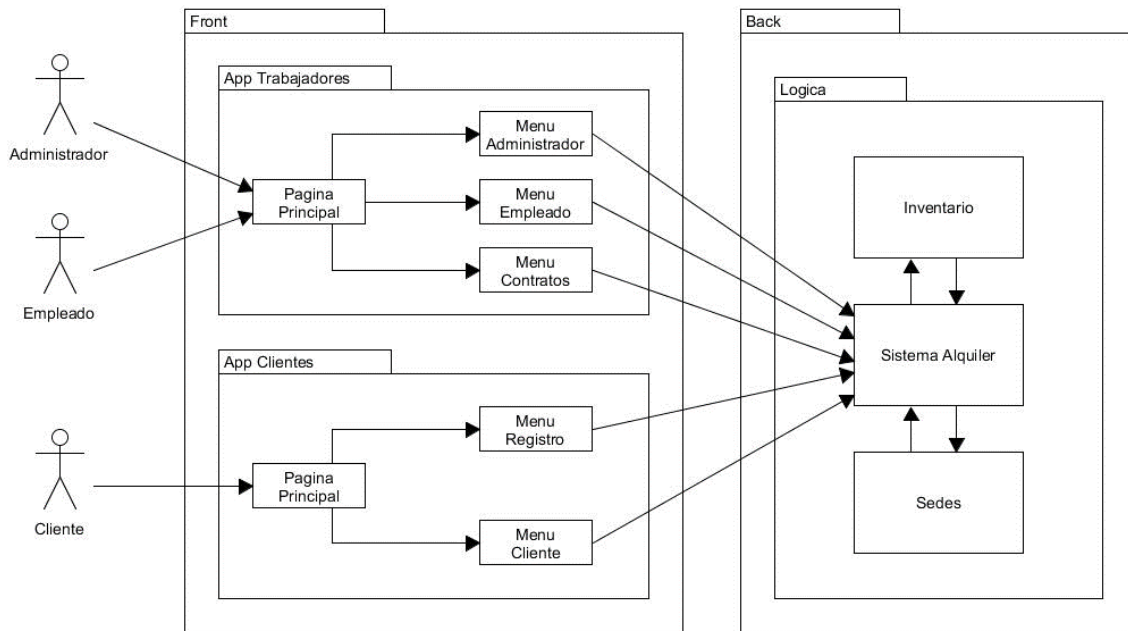 Front
Back
App Trabajadores
Logica
Menu
Administrador
Administrador
Pagina
Principal
Menu
Empleado
Inventario
Menu
Contratos
Empleado
App Clientes
Sistema Alquiler
Menu
Registro
Pagina
Principal
Sedes
Cliente
Menu
Cliente